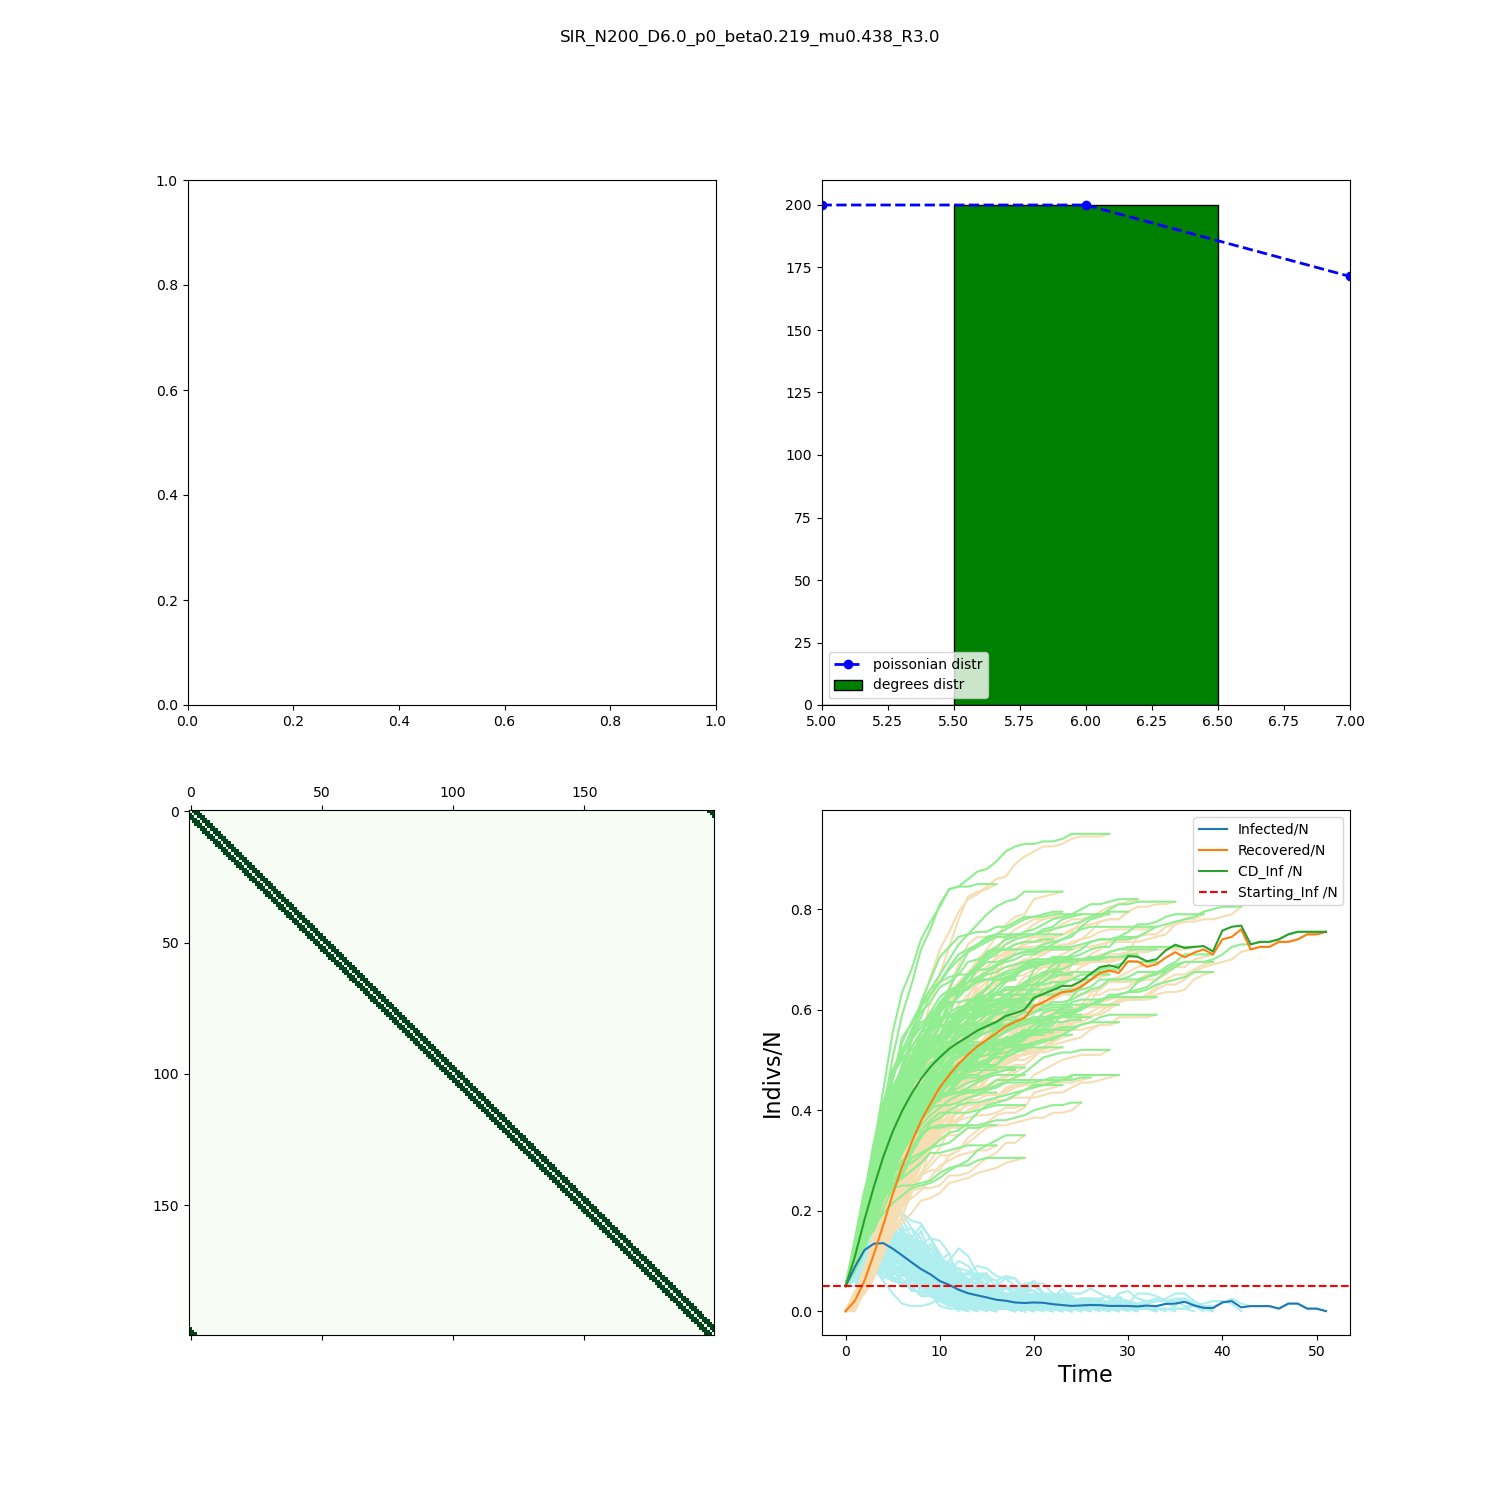 SIR_N200_D6.0_p0_beta0.219_mu0.438_R3.0
1.0
0.8
0.6
0.4
0.2
0.0
0.0 0.2 0.4 0.6 0.8 1.0
200
175
150
125
100
75
50
25
0
poissonian distr
degrees distr
5.00 5.25 5.50 5.75 6.00 6.25 6.50 6.75 7.00
0 50 100 150
0
50
100
150
Indivs/N
0.8
0.6
0.4
0.2
0.0
Infected/N
Recovered/N
CD_Inf /N
Starting_Inf /N
0 10 20 30 40 50
Time